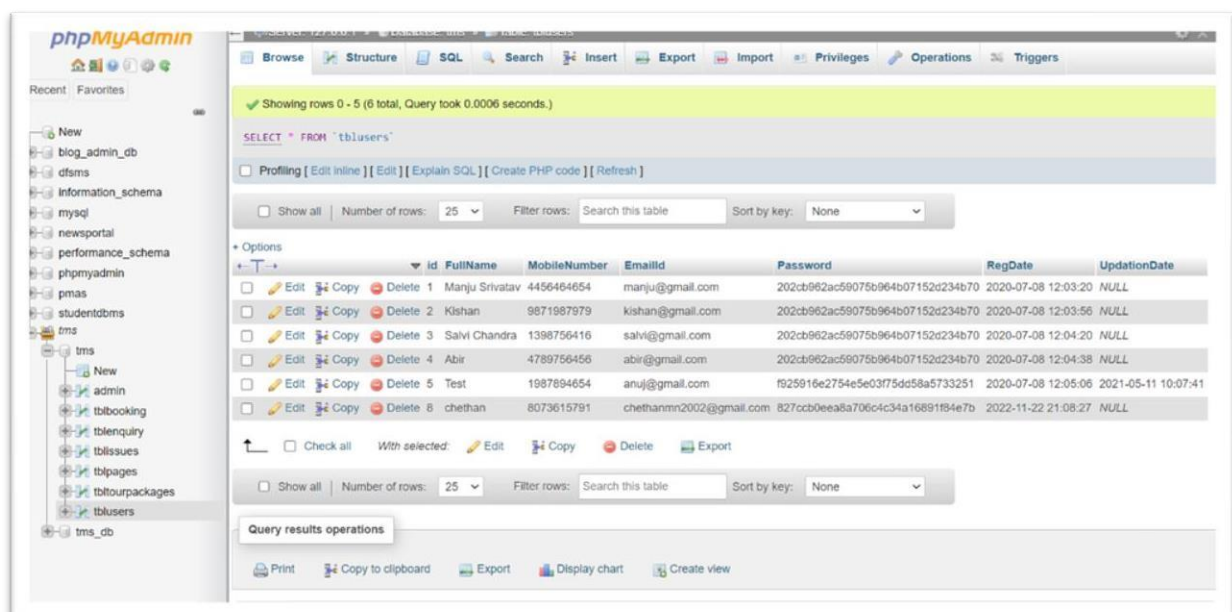 phpMyAdmin
Server: 127.0.0.1 » Database: tms » Table: tblusers
Browse Structure SQL Search Insert Export Import Privileges Operations Triggers
Recent Favorites
New
blog_admin_db
dfsms
information_schema
mysql
newsportal
performance_schema
phpmyadmin
pmas
studentdbms
tms
tms
New
admin
tblbooking
tblenquiry
tblissues
tblpages
tbltourpackages
tblusers
tms_db
Showing rows 0 - 5 (6 total, Query took 0.0006 seconds.)
SELECT * FROM `tblusers`
Profiling [ Edit inline ] [ Edit ] [ Explain SQL ] [ Create PHP code ] [ Refresh ]
Show all | Number of rows: 25 Filter rows: Search this table Sort by key: None
+ Options
id FullName MobileNumber EmailId Password RegDate UpdationDate
Edit Copy Delete 1 Manju Srivatav 4456464654 manju@gmail.com 202cb962ac59075b964b07152d234b70 2020-07-08 12:03:20 NULL
Edit Copy Delete 2 Kishan 9871987979 kishan@gmail.com 202cb962ac59075b964b07152d234b70 2020-07-08 12:03:56 NULL
Edit Copy Delete 3 Salvi Chandra 1398756416 salvi@gmail.com 202cb962ac59075b964b07152d234b70 2020-07-08 12:04:20 NULL
Edit Copy Delete 4 Abir 4789756456 abir@gmail.com 202cb962ac59075b964b07152d234b70 2020-07-08 12:04:38 NULL
Edit Copy Delete 5 Test 1987894654 anuj@gmail.com f925916e2754e5e03f75dd58a5733251 2020-07-08 12:05:06 2021-05-11 10:07:41
Edit Copy Delete 8 chethan 8073615791 chethanmn2002@gmail.com 827ccb0eea8a706c4c34a16891f84e7b 2022-11-22 21:08:27 NULL
Check all With selected: Edit Copy Delete Export
Show all | Number of rows: 25 Filter rows: Search this table Sort by key: None
Query results operations
Print Copy to clipboard Export Display chart Create view